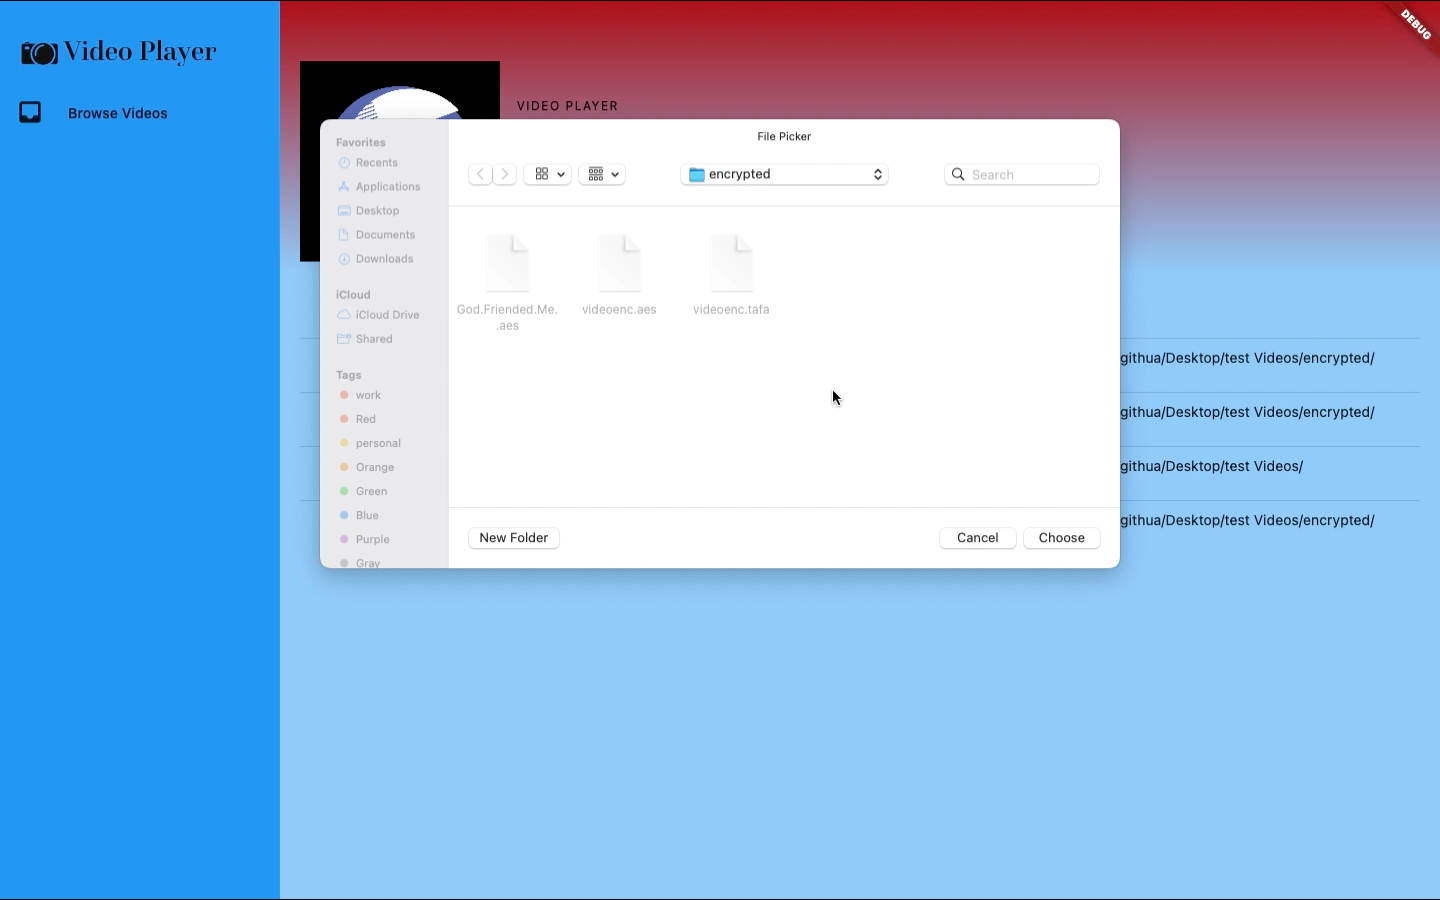 Video Player
Browse Videos
DEBUG
VIDEO PLAYER
File Picker
Favorites
Recents
Applications
Desktop
Documents
Downloads
iCloud
iCloud Drive
Shared
Tags
work
Red
personal
Orange
Green
Blue
Purple
Gray
encrypted
Search
God.Friended.Me.
.aes
videoenc.aes
videoenc.tafa
New Folder
Cancel
Choose
githua/Desktop/test Videos/encrypted/
githua/Desktop/test Videos/encrypted/
githua/Desktop/test Videos/
githua/Desktop/test Videos/encrypted/